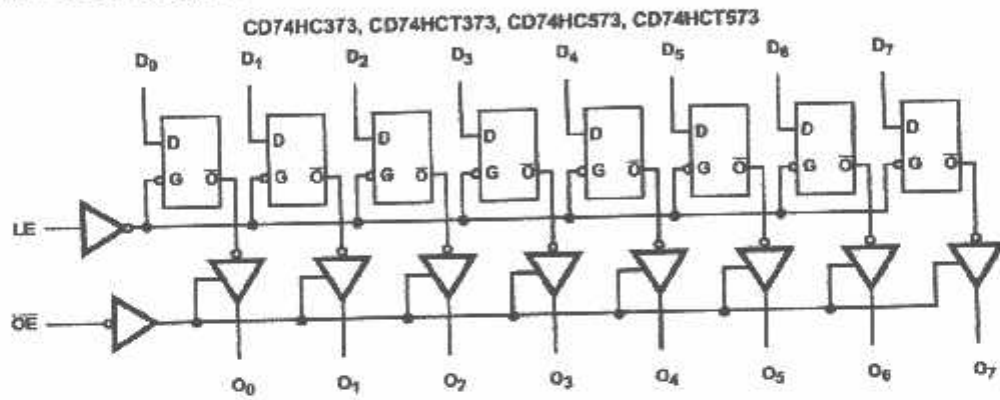 CD74HC373, CD74HCT373, CD74HC573, CD74HCT573
D0 D1 D2 D3 D4 D5 D6 D7
D D D D D D D D
G O̅ G O̅ G O̅ G O̅ G O̅ G O̅ G O̅ G O̅
LE
O̅E̅
O0 O1 O2 O3 O4 O5 O6 O7